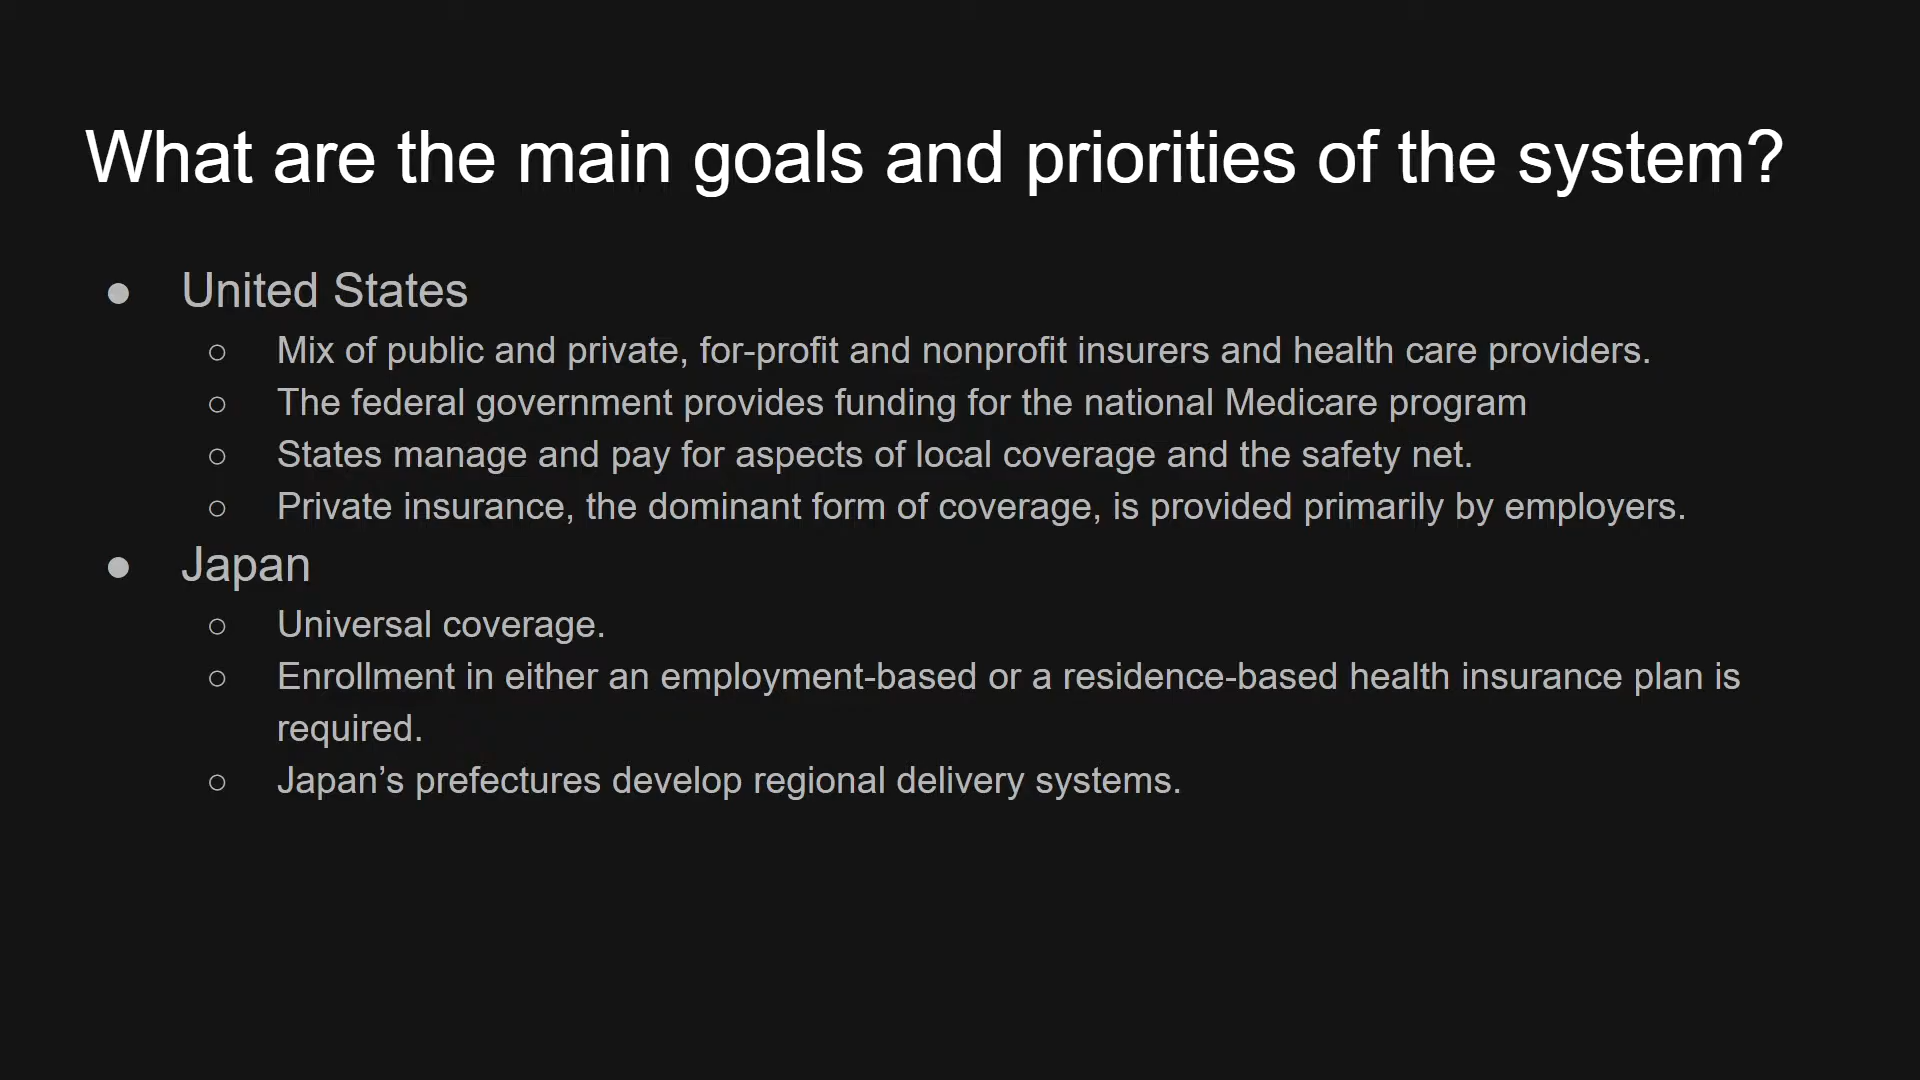 What are the main goals and priorities of the system?
● United States
○ Mix of public and private, for-profit and nonprofit insurers and health care providers.
○ The federal government provides funding for the national Medicare program
○ States manage and pay for aspects of local coverage and the safety net.
○ Private insurance, the dominant form of coverage, is provided primarily by employers.
● Japan
○ Universal coverage.
○ Enrollment in either an employment-based or a residence-based health insurance plan is
required.
○ Japan’s prefectures develop regional delivery systems.